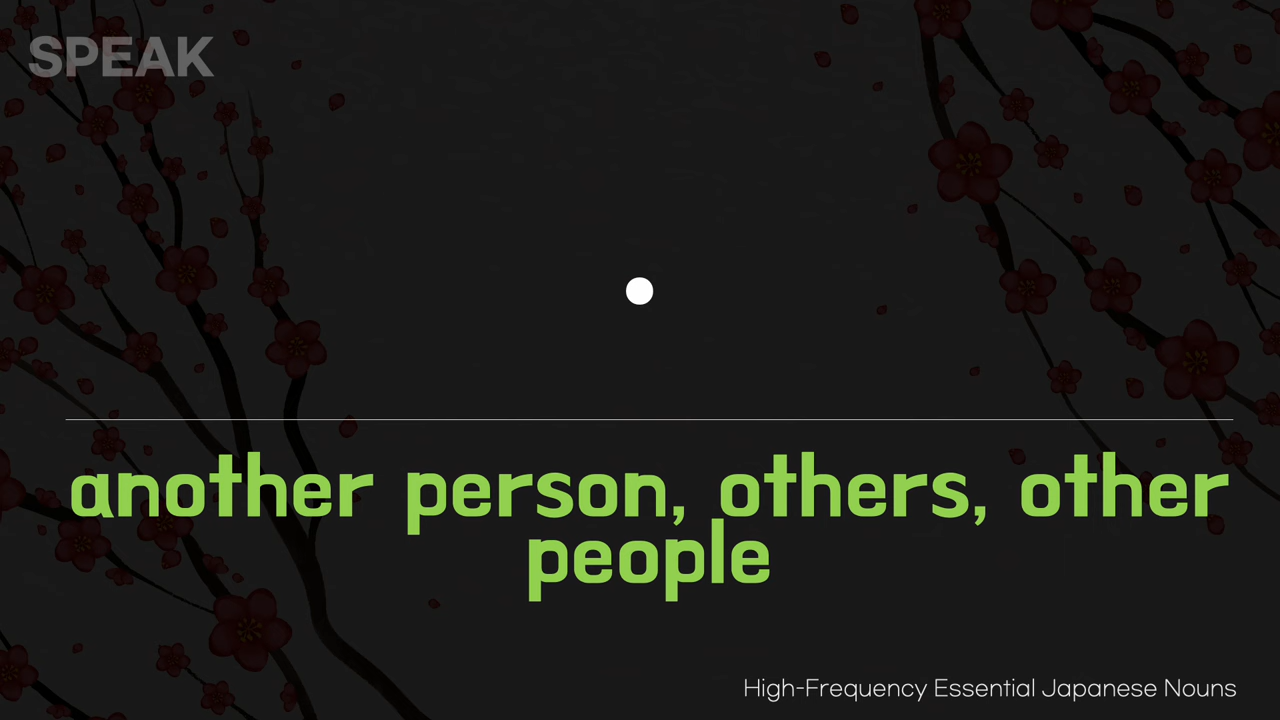 SPEAK
another person, others, other
people
High-Frequency Essential Japanese Nouns